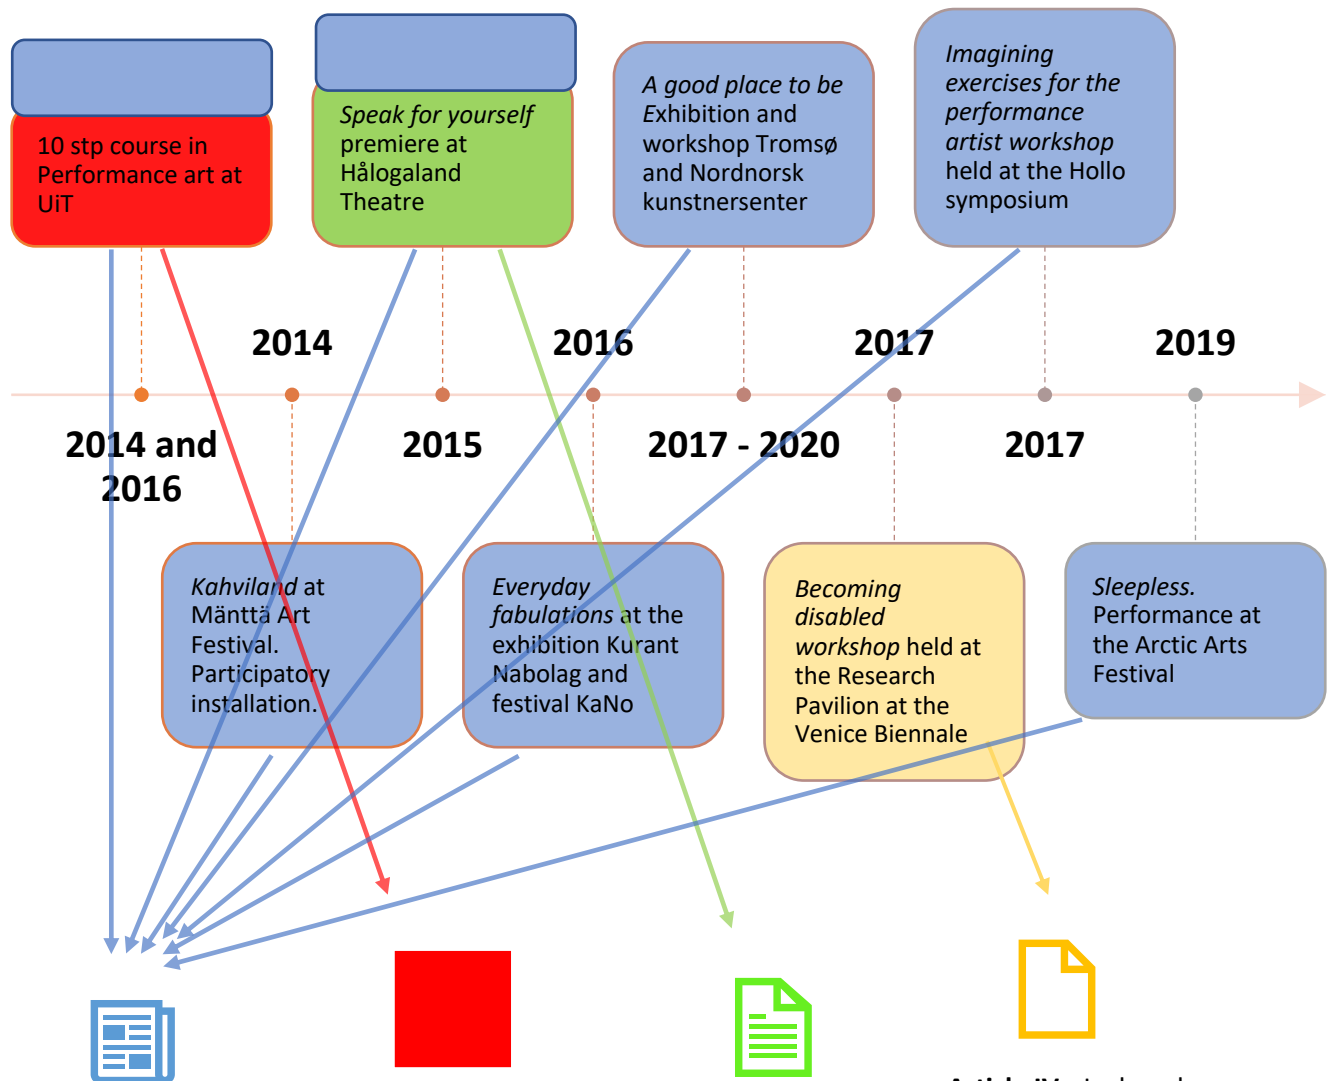 10 stp course in
Performance art at
UiT
Speak for yourself
premiere at
Hålogaland
Theatre
A good place to be
Exhibition and
workshop Tromsø
and Nordnorsk
kunstnersenter
Imagining
exercises for the
performance
artist workshop
held at the Hollo
symposium
2014
2016
2017
2019
2014 and
2016
2015
2017 - 2020
2017
Kahviland at
Mänttä Art
Festival.
Participatory
installation.
Everyday
fabulations at the
exhibition Kurant
Nabolag and
festival KaNo
Becoming
disabled
workshop held at
the Research
Pavilion at the
Venice Biennale
Sleepless.
Performance at
the Arctic Arts
Festival